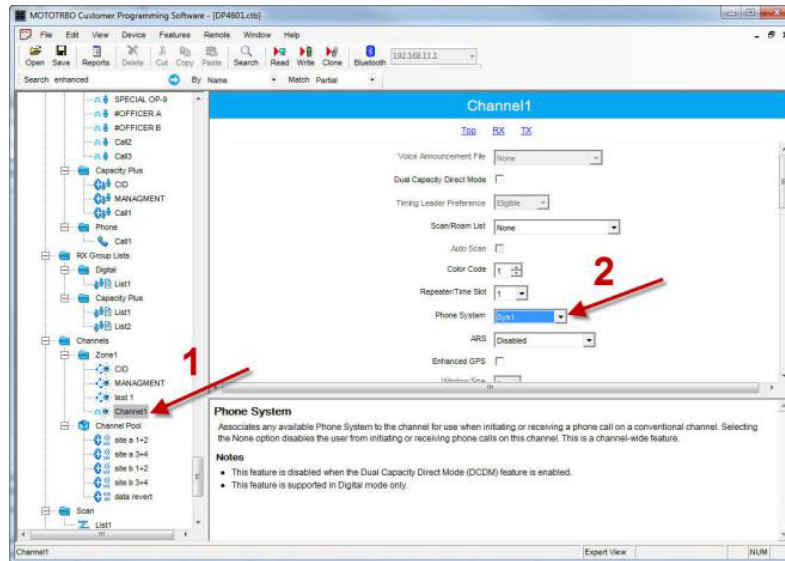 MOTOTRBO Customer Programming Software - [DP4601.ctb]
File Edit View Device Features Remote Window Help
Open Save Reports Delete Cut Copy Paste Search Read Write Clone Bluetooth 192.168.11.1
Search enhanced By Name Match Partial
SPECIAL OP-9
#OFFICER A
#OFFICER B
Call2
Call3
Capacity Plus
CID
MANAGMENT
Call1
Phone
Call1
RX Group Lists
Digital
List1
Capacity Plus
List1
List2
Channels
Zone1
CID
MANAGMENT
test 1
Channel1
Channel Pool
site a 1+2
site a 3+4
site b 1+2
site b 3+4
data revert
Scan
List1
1
Channel1
Top RX TX
Voice Announcement File None
Dual Capacity Direct Mode
Timing Leader Preference Eligible
Scan/Roam List None
Auto Scan
Color Code 1
2
Repeater/Time Slot 1
Phone System Sys1
ARS Disabled
Enhanced GPS
Window Size
Phone System
Associates any available Phone System to the channel for use when initiating or receiving a phone call on a conventional channel. Selecting
the None option disables the user from initiating or receiving phone calls on this channel. This is a channel-wide feature.
Notes
• This feature is disabled when the Dual Capacity Direct Mode (DCDM) feature is enabled.
• This feature is supported in Digital mode only.
Channel1 Expert View NUM